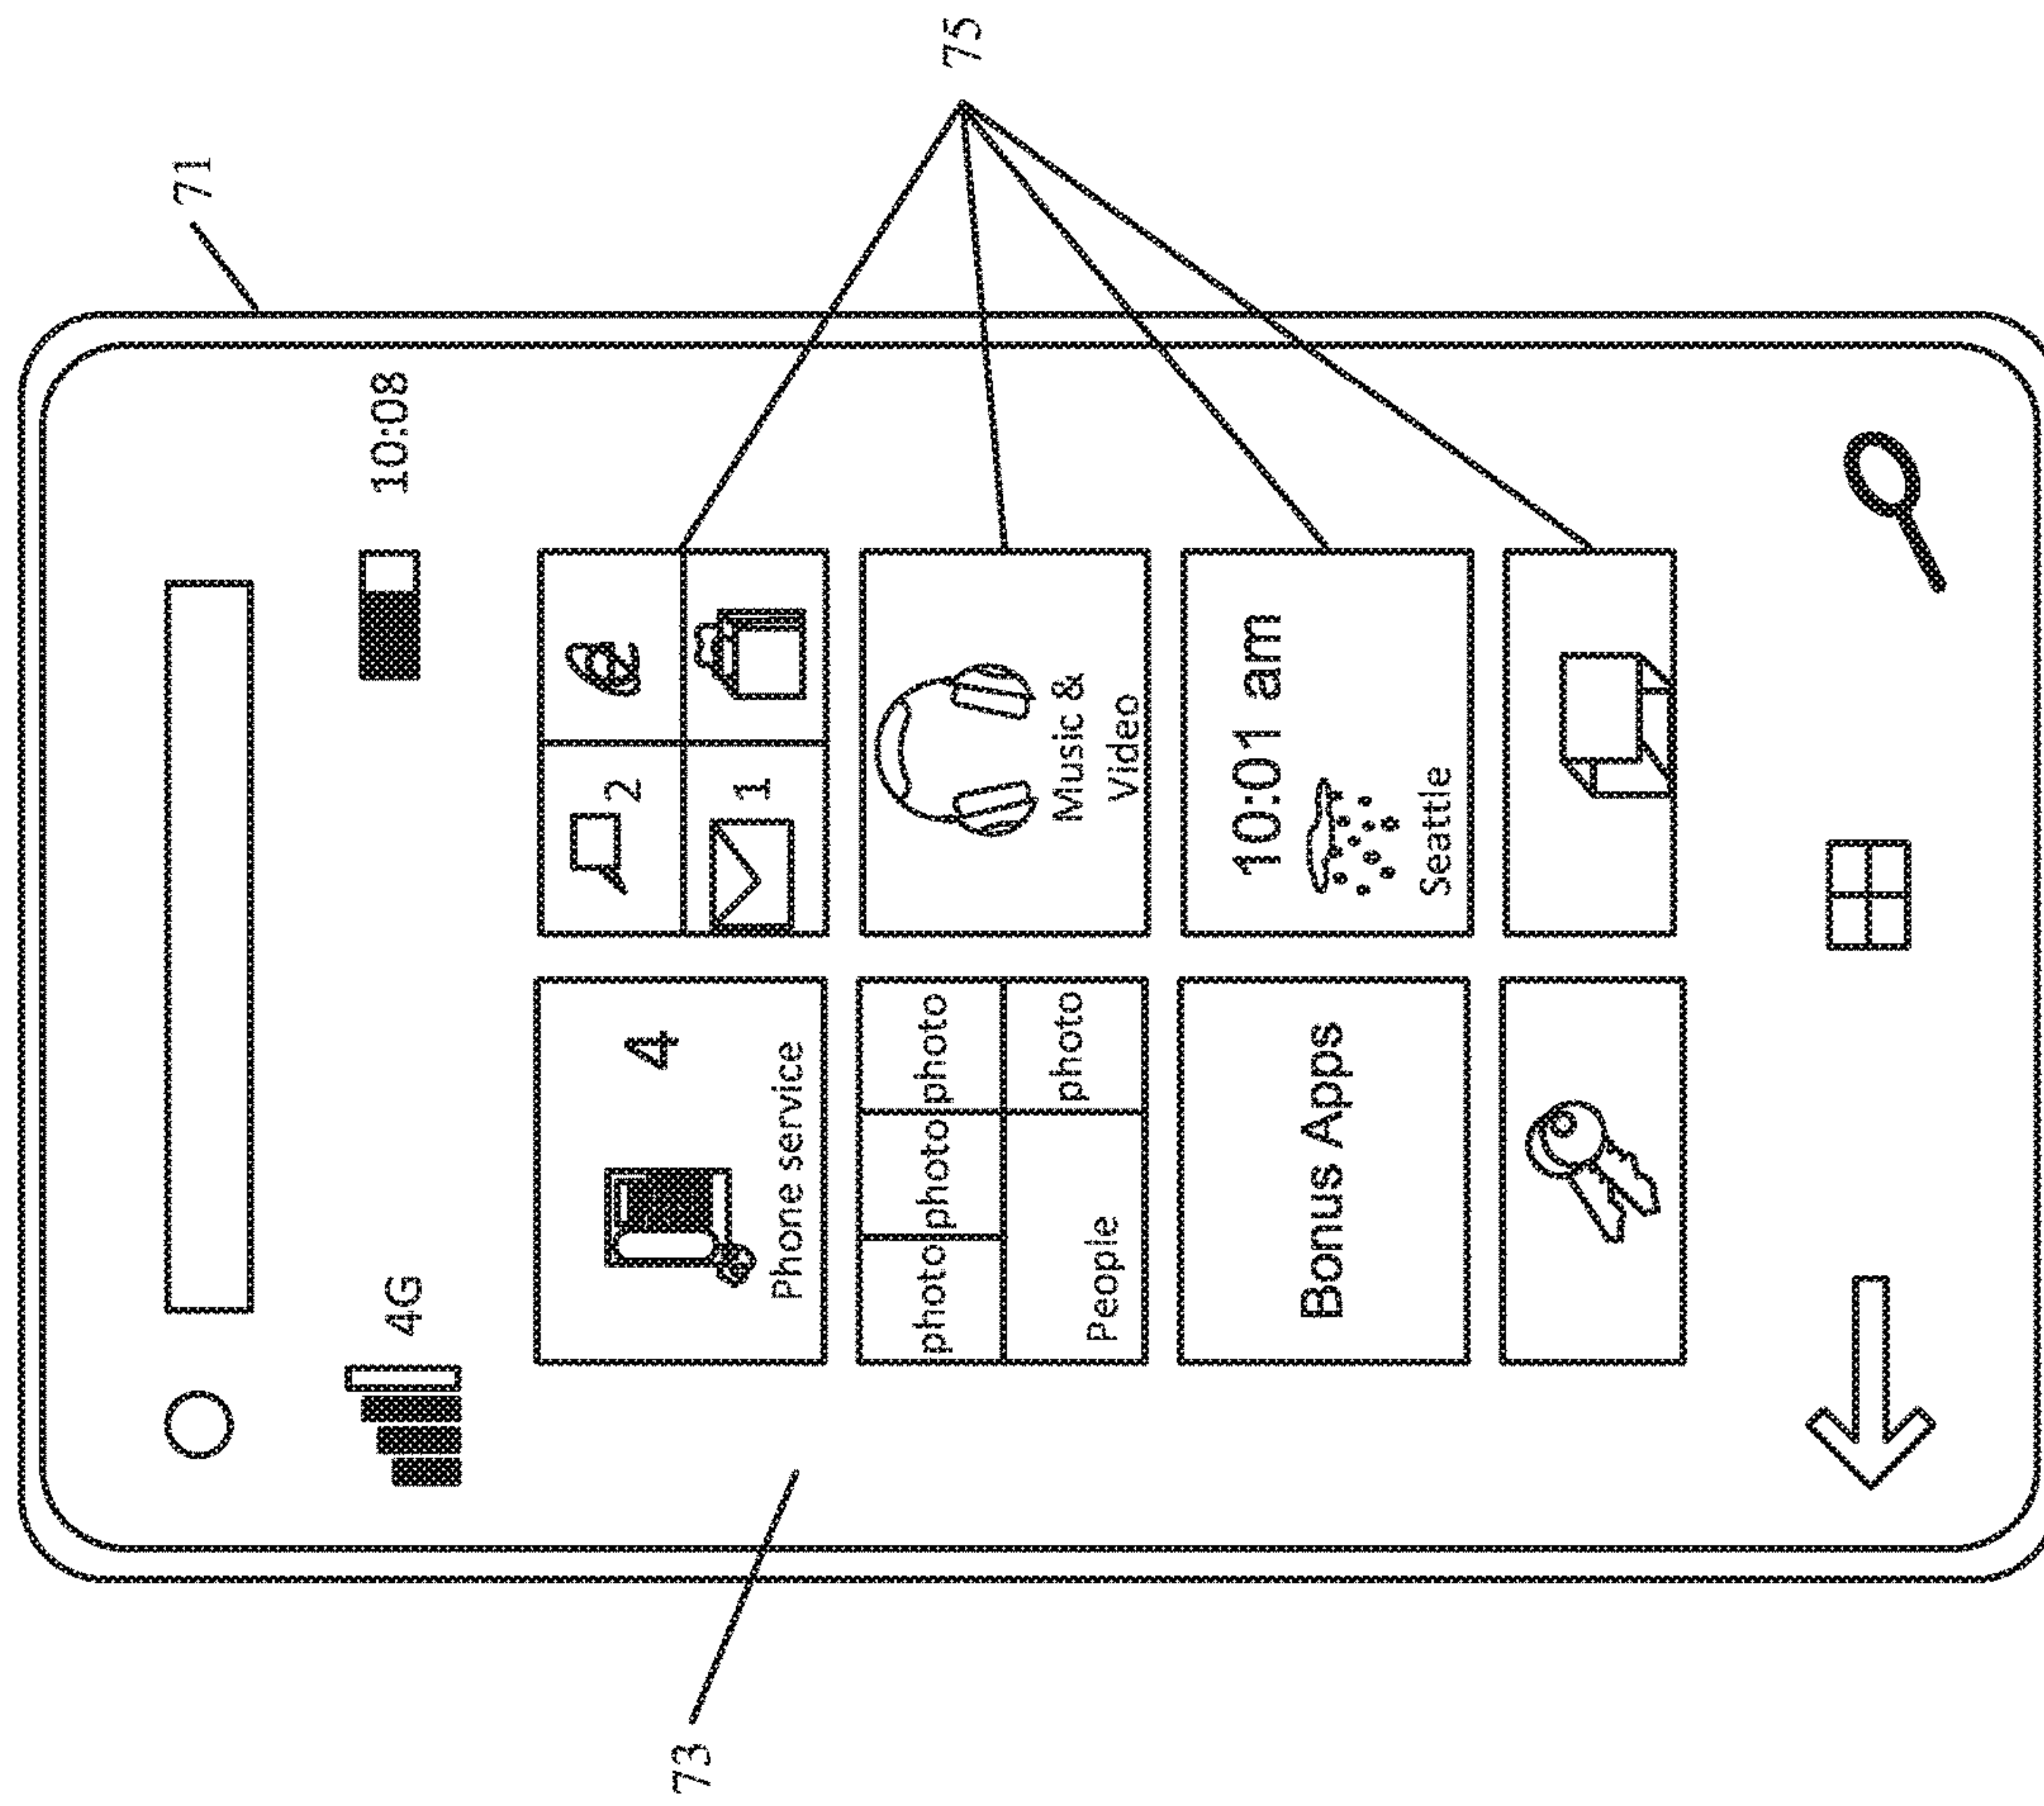 71
4G 10:08
4
2
2
73
Phone service
1
75
photo photo photo
People photo
Music &
Video
Bonus Apps
10:01 am
Seattle